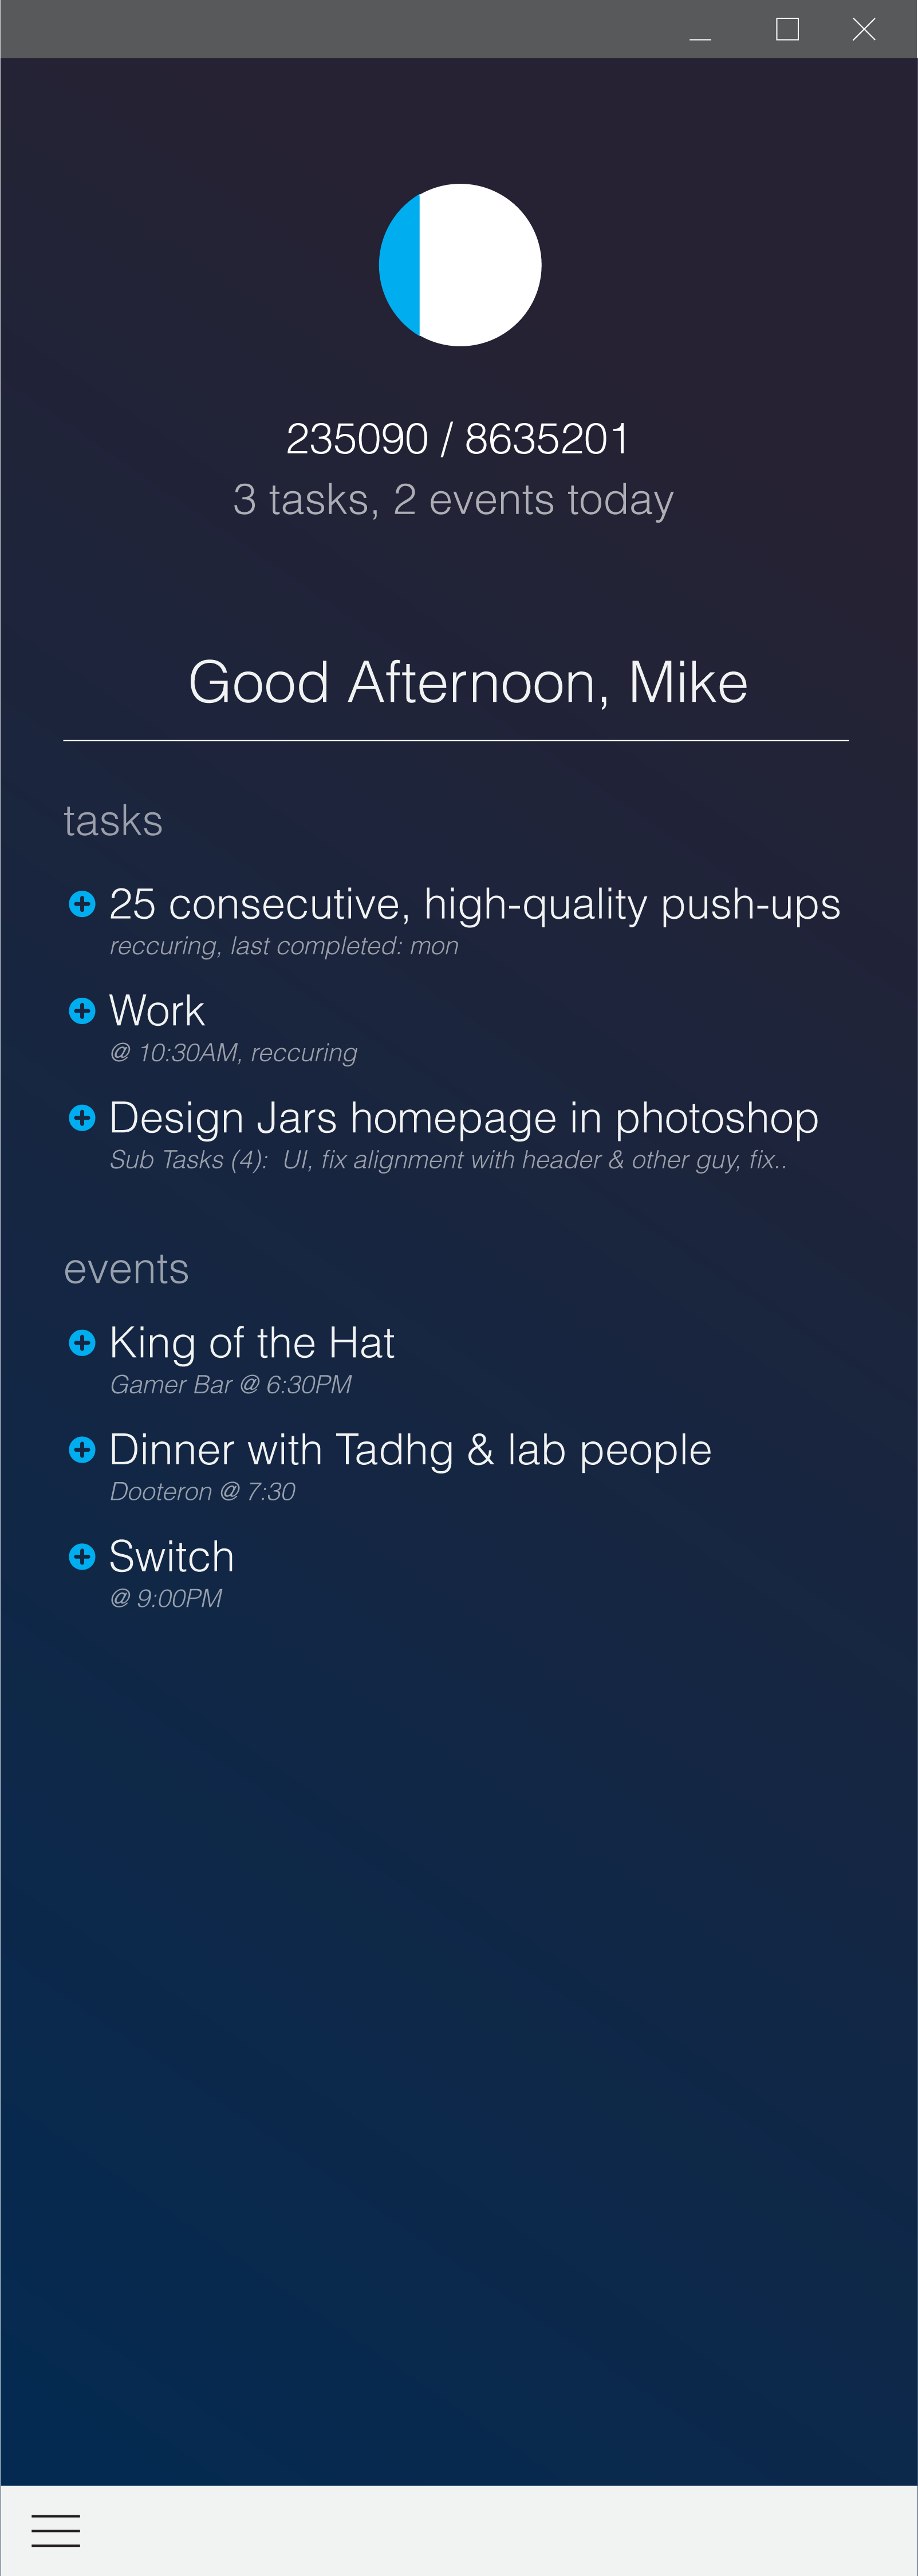 235090 / 8635201
3 tasks, 2 events today
Good Afternoon, Mike
tasks
25 consecutive, high-quality push-ups
reccuring, last completed: mon
Work
@ 10:30AM, reccuring
Design Jars homepage in photoshop
Sub Tasks (4):  UI, fix alignment with header & other guy, fix..
events
King of the Hat
Gamer Bar @ 6:30PM
Dinner with Tadhg & lab people
Dooteron @ 7:30
Switch
@ 9:00PM